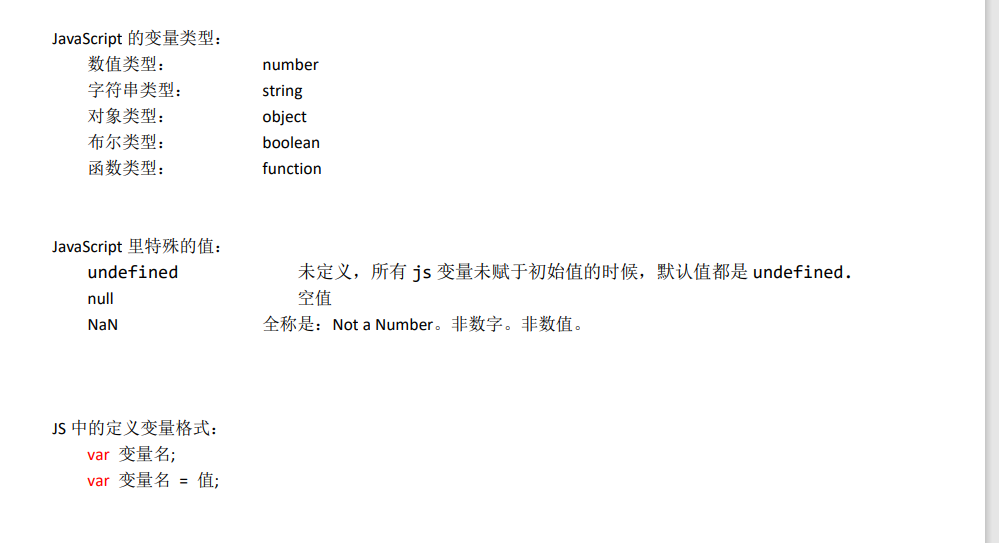 JavaScript 的变量类型：
数值类型： number
字符串类型： string
对象类型： object
布尔类型： boolean
函数类型： function
JavaScript 里特殊的值：
undefined 未定义，所有 js 变量未赋于初始值的时候，默认值都是 undefined.
null 空值
NaN 全称是：Not a Number。非数字。非数值。
JS 中的定义变量格式：
var 变量名;
var 变量名 = 值;